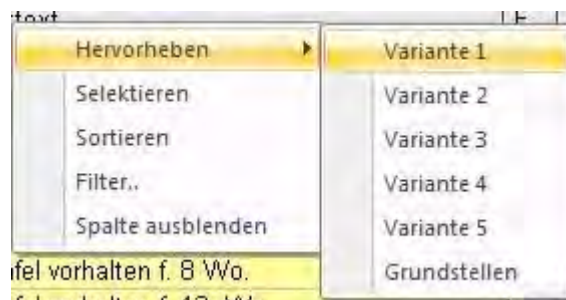 Hervorheben
Selektieren
Sortieren
Filter..
Spalte ausblenden
Variante 1
Variante 2
Variante 3
Variante 4
Variante 5
Grundstellen
vorhalten f. 8 Wo.